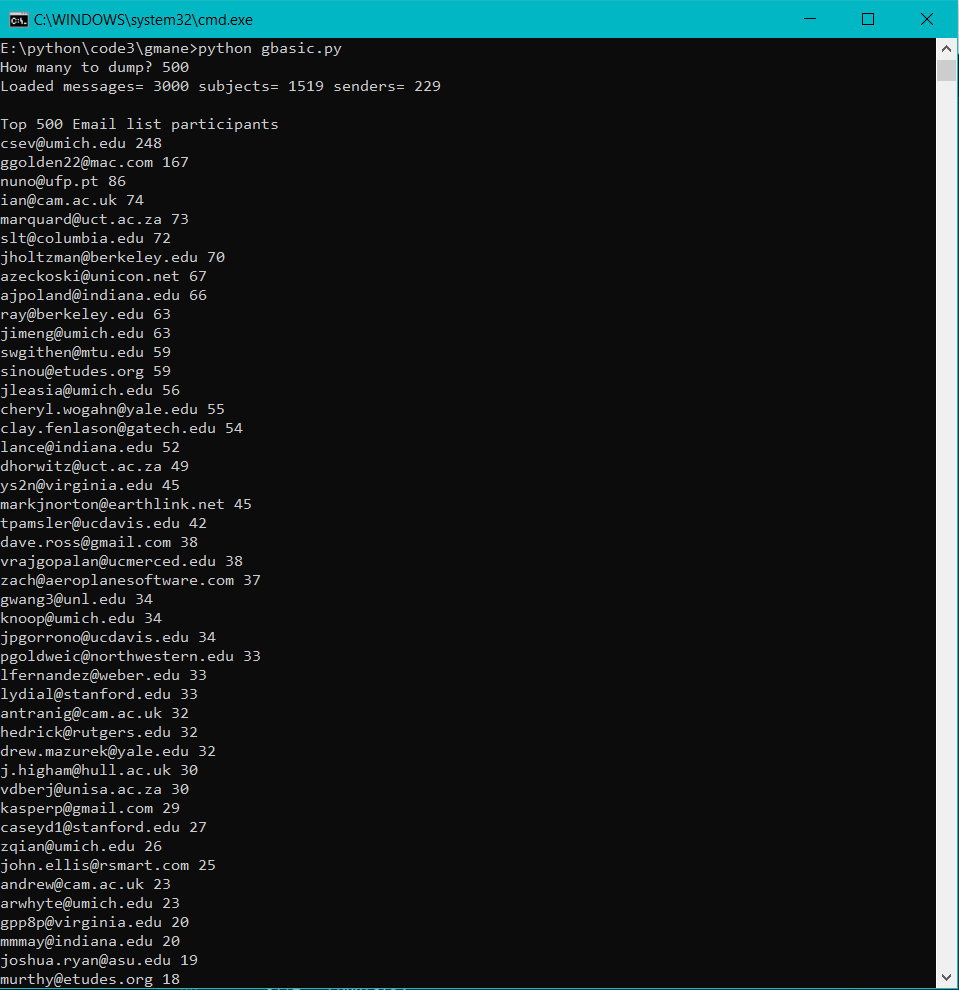 C:\WINDOWS\system32\cmd.exe
E:\python\code3\gmane>python gbasic.py
How many to dump? 500
Loaded messages= 3000 subjects= 1519 senders= 229
Top 500 Email list participants
csev@umich.edu 248
ggolden22@mac.com 167
nuno@ufp.pt 86
ian@cam.ac.uk 74
marquard@uct.ac.za 73
slt@columbia.edu 72
jholtzman@berkeley.edu 70
azeckoski@unicon.net 67
ajpoland@indiana.edu 66
ray@berkeley.edu 63
jimeng@umich.edu 63
swgithen@mtu.edu 59
sinou@etudes.org 59
jleasia@umich.edu 56
cheryl.wogahn@yale.edu 55
clay.fenlason@gatech.edu 54
lance@indiana.edu 52
dhorwitz@uct.ac.za 49
ys2n@virginia.edu 45
markjnorton@earthlink.net 45
tpamsler@ucdavis.edu 42
dave.ross@gmail.com 38
vrajgopalan@ucmerced.edu 38
zach@aeroplanesoftware.com 37
gwang3@unl.edu 34
knoop@umich.edu 34
jpgorrono@ucdavis.edu 34
pgoldweic@northwestern.edu 33
lfernandez@weber.edu 33
lydial@stanford.edu 33
antranig@cam.ac.uk 32
hedrick@rutgers.edu 32
drew.mazurek@yale.edu 32
j.higham@hull.ac.uk 30
vdberj@unisa.ac.za 30
kasperp@gmail.com 29
caseyd1@stanford.edu 27
zqian@umich.edu 26
john.ellis@rsmart.com 25
andrew@cam.ac.uk 23
arwhyte@umich.edu 23
gpp8p@virginia.edu 20
mmmay@indiana.edu 20
joshua.ryan@asu.edu 19
murthy@etudes.org 18